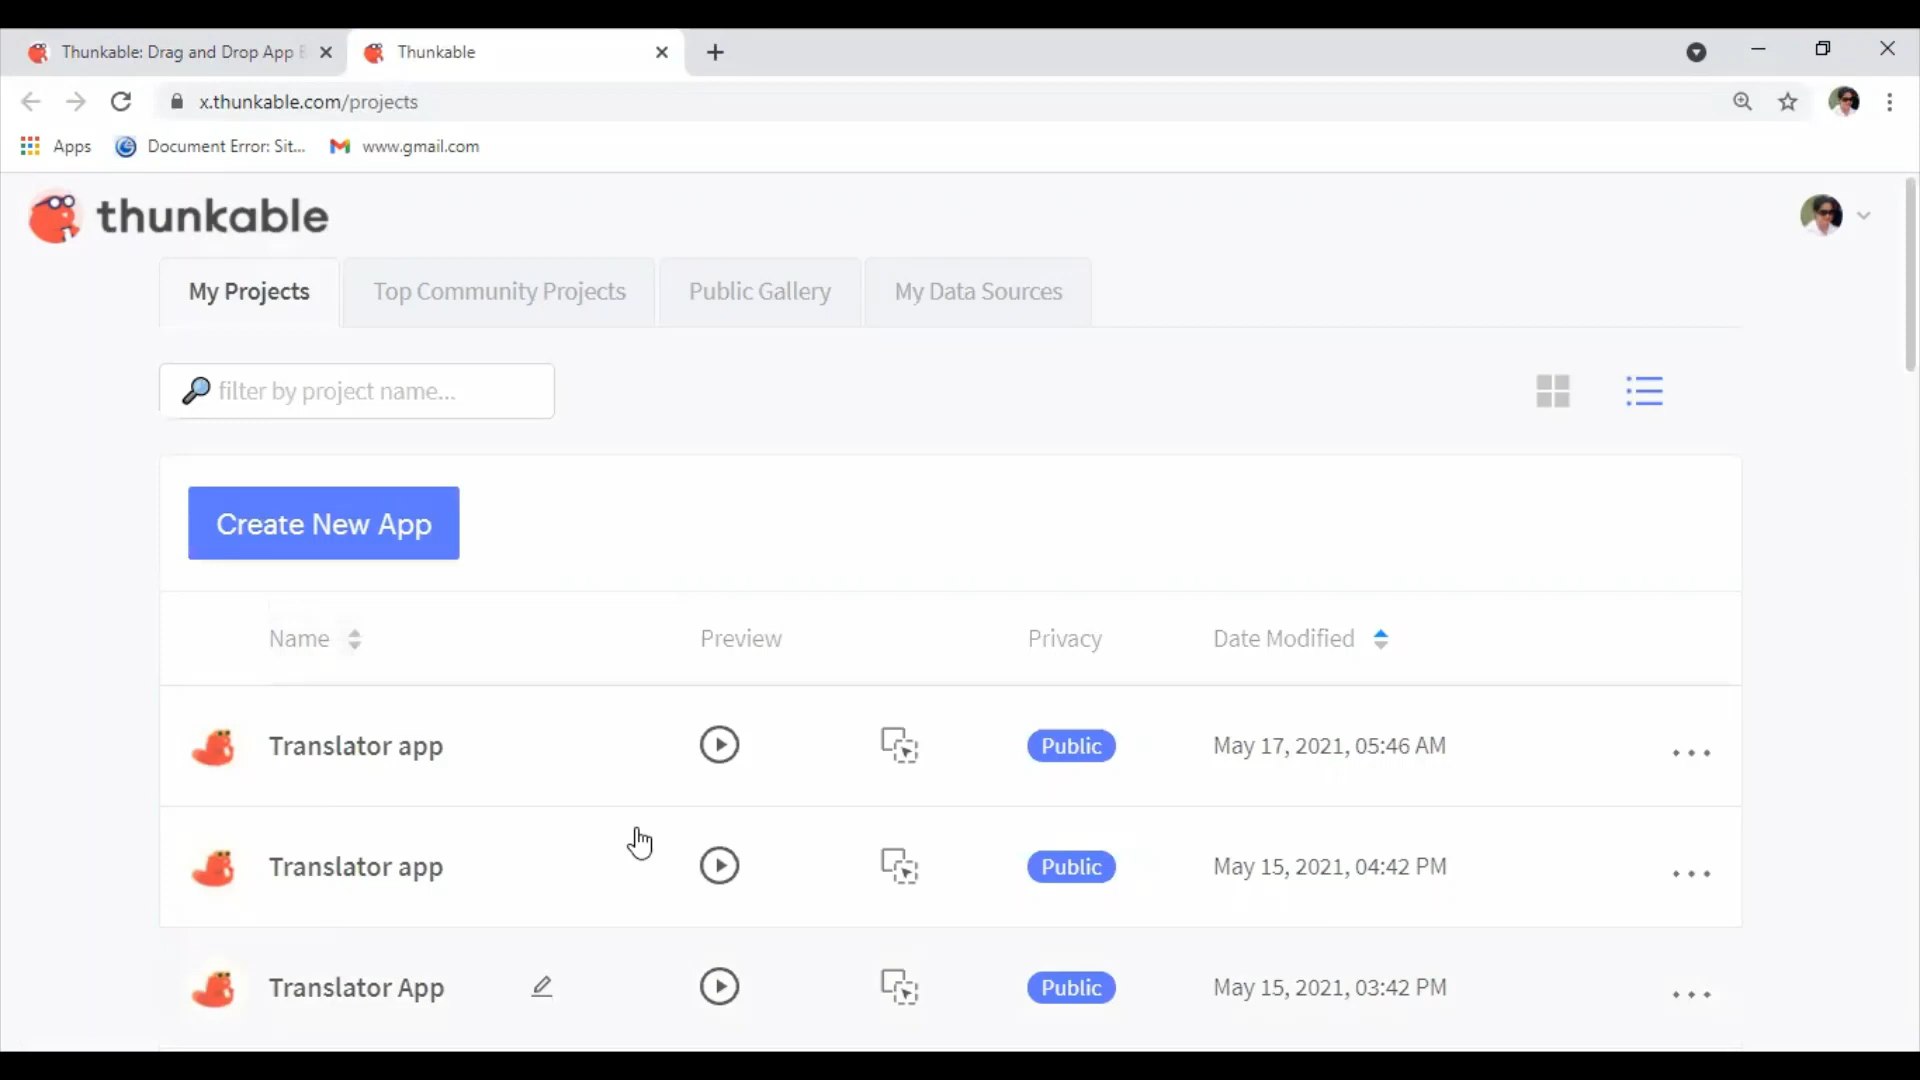 Thunkable: Drag and Drop App
Thunkable
x.thunkable.com/projects
Apps
Document Error: Sit...
www.gmail.com
thunkable
My Projects
Top Community Projects
Public Gallery
My Data Sources
filter by project name...
Create New App
Name
Preview
Privacy
Date Modified
Translator app
Public
May 17, 2021, 05:46 AM
Translator app
Public
May 15, 2021, 04:42 PM
Translator App
Public
May 15, 2021, 03:42 PM